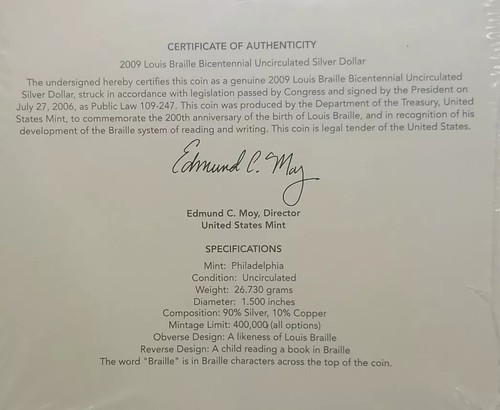 CERTIFICATE OF AUTHENTICITY
2009 Louis Braille Bicentennial Uncirculated Silver Dollar
The undersigned hereby certifies this coin as a genuine 2009 Louis Braille Bicentennial Uncirculated
Silver Dollar, struck in accordance with legislation passed by Congress and signed by the President on
July 27, 2006, as Public Law 109-247. This coin was produced by the Department of the Treasury, United
States Mint, to commemorate the 200th anniversary of the birth of Louis Braille, and in recognition of his
development of the Braille system of reading and writing. This coin is legal tender of the United States.
Edmund C. Moy
Edmund C. Moy, Director
United States Mint
SPECIFICATIONS
Mint: Philadelphia
Condition: Uncirculated
Weight: 26.730 grams
Diameter: 1.500 inches
Composition: 90% Silver, 10% Copper
Mintage Limit: 400,000 (all options)
Obverse Design: A likeness of Louis Braille
Reverse Design: A child reading a book in Braille
The word "Braille" is in Braille characters across the top of the coin.